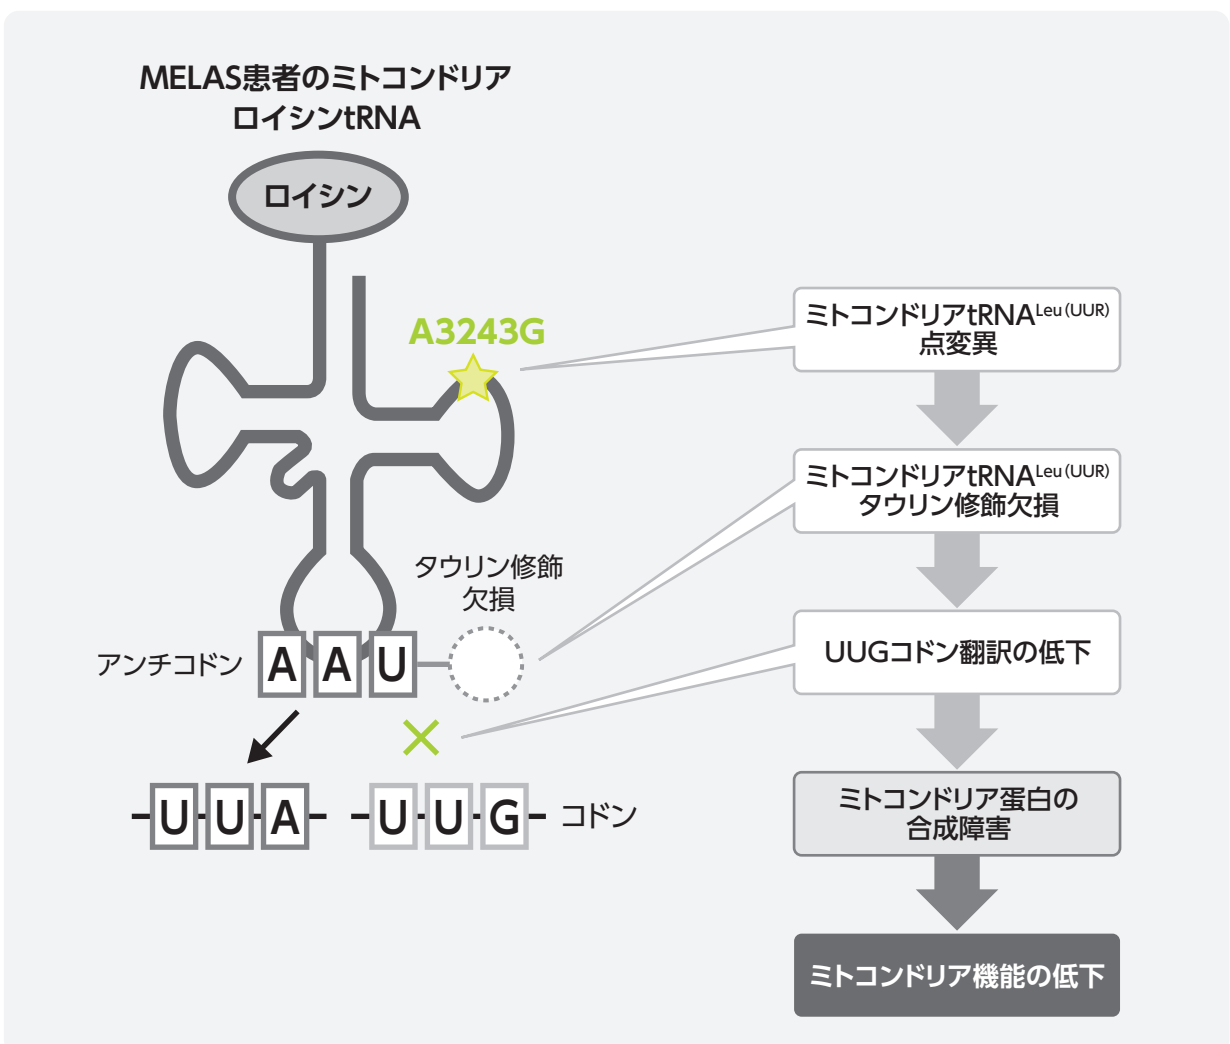 MELAS患者のミトコンドリア
ロイシンtRNA
ロイシン
A3243G
タウリン修飾
欠損
アンチコドン A A U
U U A U U G コドン
ミトコンドリアtRNALeu(UUR)
点変異
ミトコンドリアtRNALeu(UUR)
タウリン修飾欠損
UUGコドン翻訳の低下
ミトコンドリア蛋白の
合成障害
ミトコンドリア機能の低下